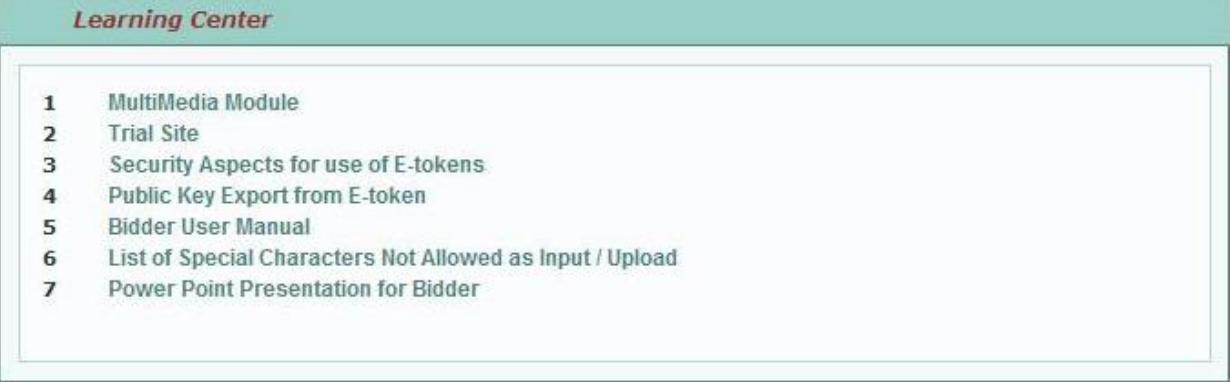 Learning Center
1 MultiMedia Module
2 Trial Site
3 Security Aspects for use of E-tokens
4 Public Key Export from E-token
5 Bidder User Manual
6 List of Special Characters Not Allowed as Input / Upload
7 Power Point Presentation for Bidder